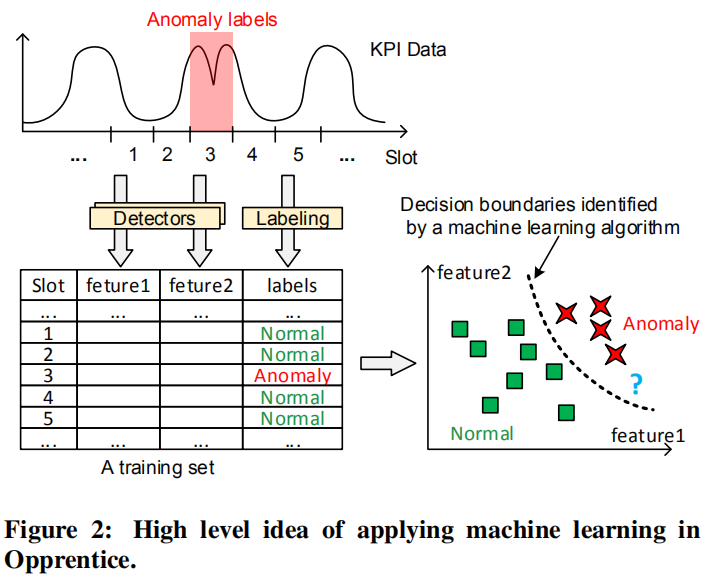 Anomaly labels
KPI Data
... 1 2 3 4 5 ... Slot
Detectors
Labeling
Slot feture1 feture2 labels
... ... ... ...
1 Normal
2 Normal
3 Anomaly
4 Normal
5 Normal
... ... ... ...
A training set
Decision boundaries identified
by a machine learning algorithm
feature2
Anomaly
?
Normal
feature1
Figure 2: High level idea of applying machine learning in
Opprentice.